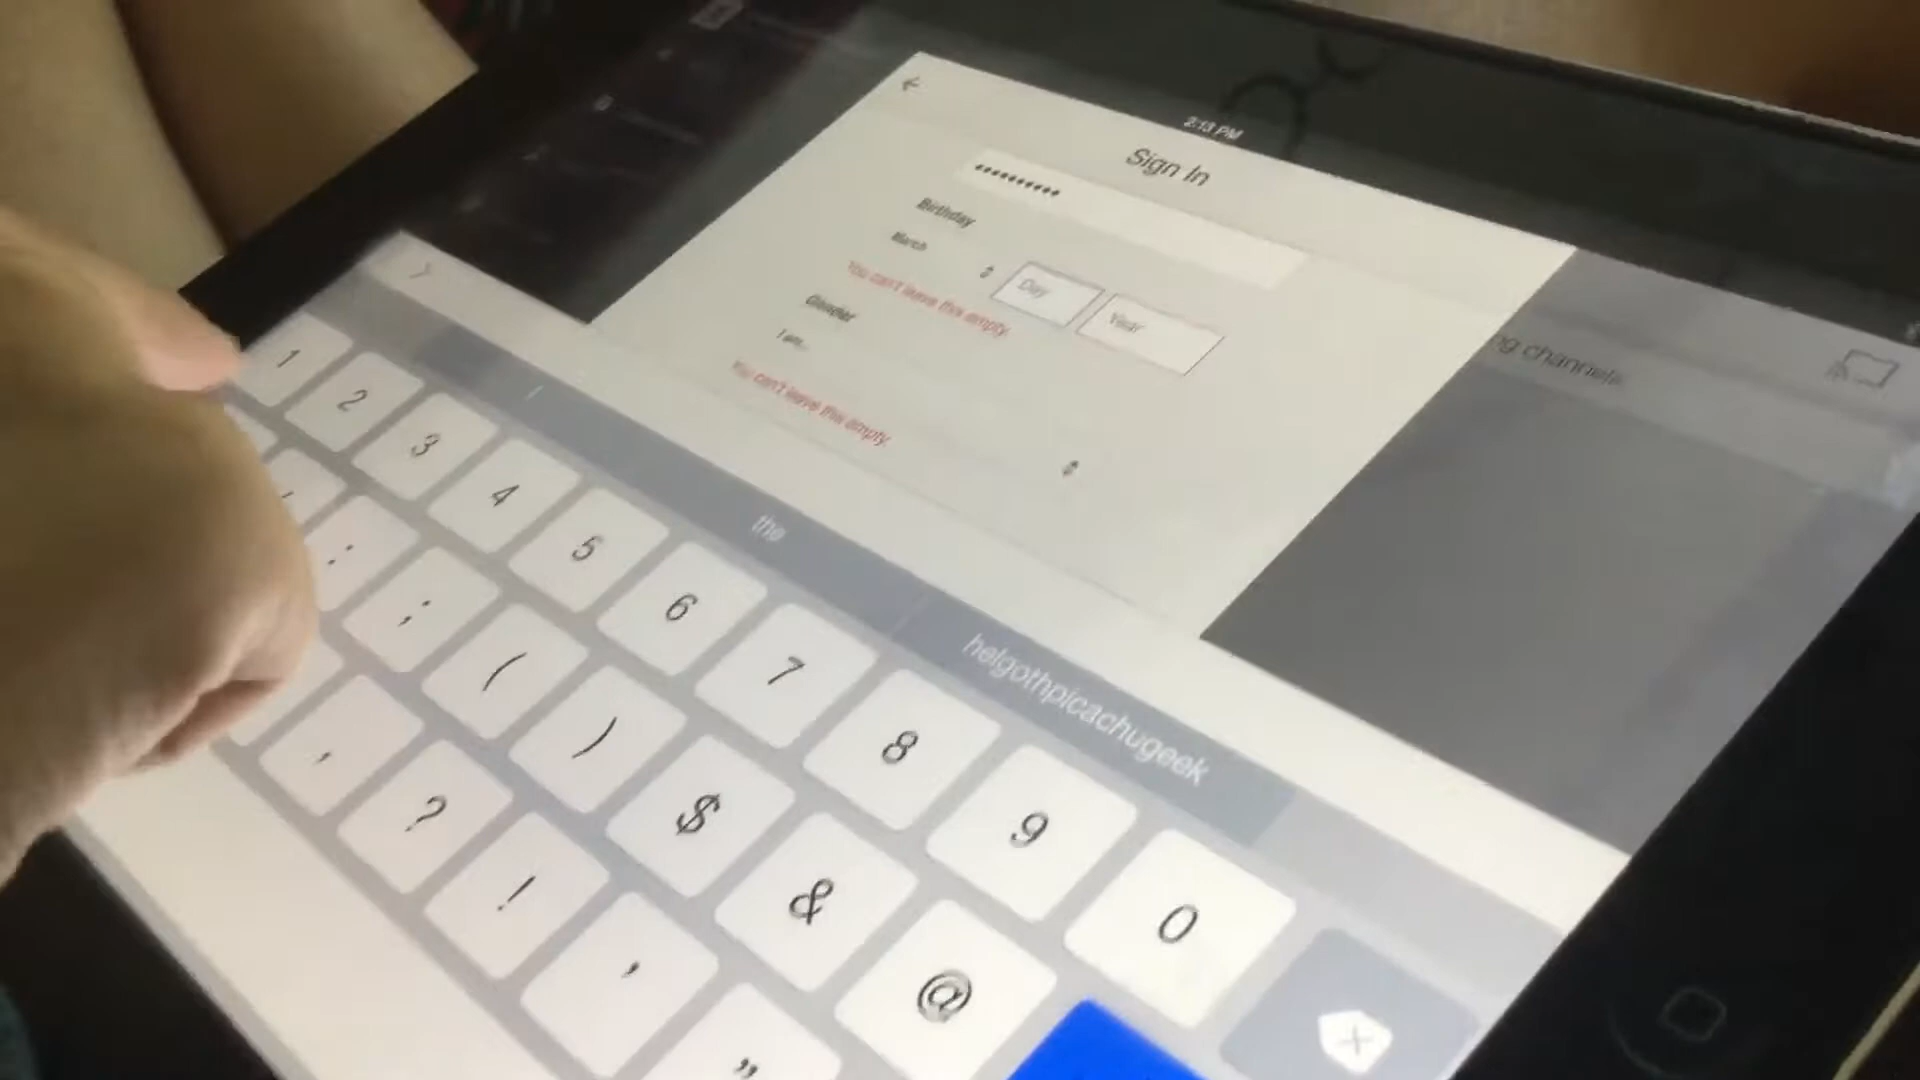 2:13 PM
Sign In
••••••••••
Birthday
March
Day
Year
You can't leave this empty.
Gender
I am...
You can't leave this empty.
ng channels
I
the
helgothpicachugeek
1 2 3 4 5 6 7 8 9 0
: ; ( ) $ & @
, ? ! ' "